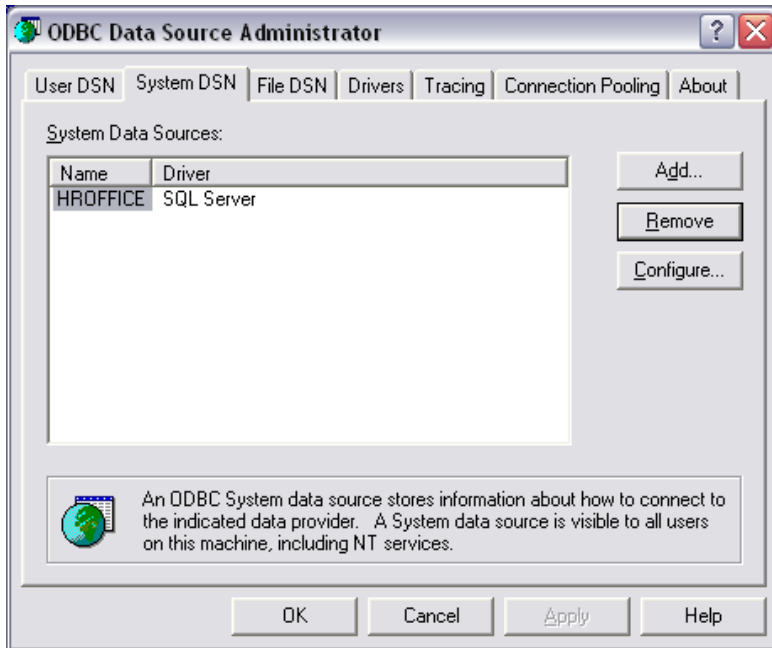 ODBC Data Source Administrator
User DSN System DSN File DSN Drivers Tracing Connection Pooling About
System Data Sources:
Name Driver
HROFFICE SQL Server
Add...
Remove
Configure...
An ODBC System data source stores information about how to connect to
the indicated data provider. A System data source is visible to all users
on this machine, including NT services.
OK Cancel Apply Help